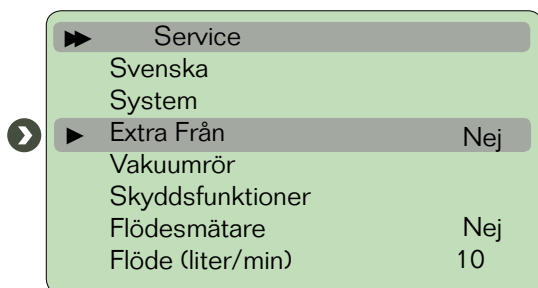 Service
Svenska
System
Extra Från Nej
Vakuumrör
Skyddsfunktioner
Flödesmätare Nej
Flöde (liter/min) 10